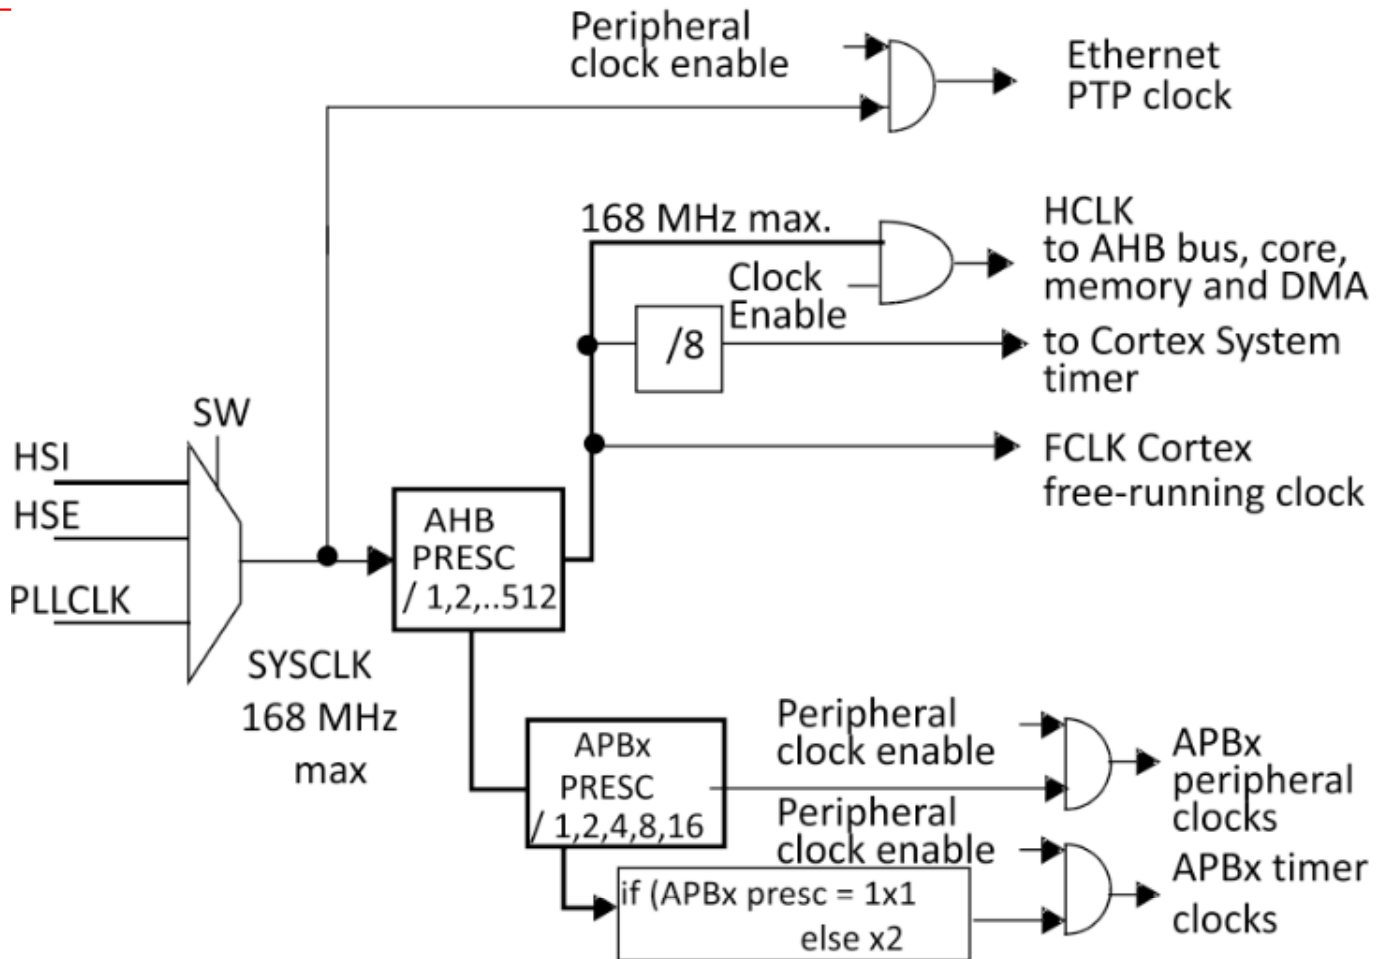 Peripheral
clock enable
Ethernet
PTP clock
168 MHz max.
HCLK
to AHB bus, core,
memory and DMA
Clock
Enable
/8
to Cortex System
timer
SW
HSI
HSE
PLLCLK
FCLK Cortex
free-running clock
AHB
PRESC
/ 1,2,..512
SYSCLK
168 MHz
max
APBx
PRESC
/ 1,2,4,8,16
Peripheral
clock enable
APBx
peripheral
clocks
Peripheral
clock enable
if (APBx presc = 1x1
else x2
APBx timer
clocks